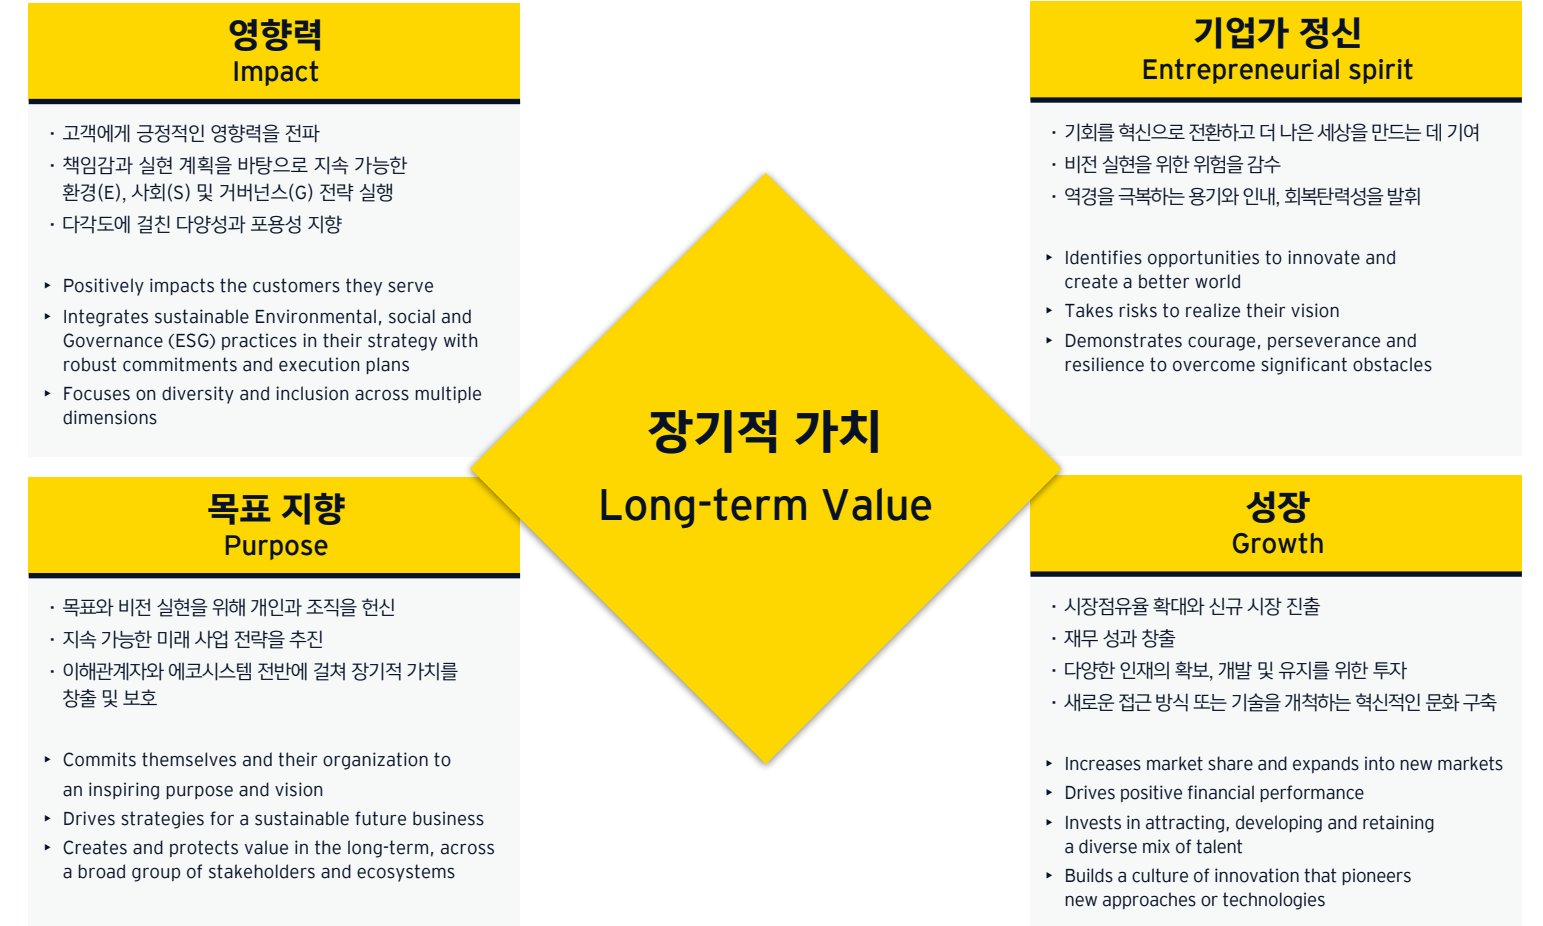 영향력
Impact
· 고객에게 긍정적인 영향력을 전파
· 책임감과 실현 계획을 바탕으로 지속 가능한
환경(E), 사회(S) 및 거버넌스(G) 전략 실행
· 다각도에 걸친 다양성과 포용성 지향
‣ Positively impacts the customers they serve
‣ Integrates sustainable Environmental, social and
Governance (ESG) practices in their strategy with
robust commitments and execution plans
‣ Focuses on diversity and inclusion across multiple
dimensions
기업가 정신
Entrepreneurial spirit
· 기회를 혁신으로 전환하고 더 나은 세상을 만드는 데 기여
· 비전 실현을 위한 위험을 감수
· 역경을 극복하는 용기와 인내, 회복탄력성을 발휘
‣ Identifies opportunities to innovate and
create a better world
‣ Takes risks to realize their vision
‣ Demonstrates courage, perseverance and
resilience to overcome significant obstacles
장기적 가치
Long-term Value
목표 지향
Purpose
· 목표와 비전 실현을 위해 개인과 조직을 헌신
· 지속 가능한 미래 사업 전략을 추진
· 이해관계자와 에코시스템 전반에 걸쳐 장기적 가치를
창출 및 보호
‣ Commits themselves and their organization to
an inspiring purpose and vision
‣ Drives strategies for a sustainable future business
‣ Creates and protects value in the long-term, across
a broad group of stakeholders and ecosystems
성장
Growth
· 시장점유율 확대와 신규 시장 진출
· 재무 성과 창출
· 다양한 인재의 확보, 개발 및 유지를 위한 투자
· 새로운 접근 방식 또는 기술을 개척하는 혁신적인 문화 구축
‣ Increases market share and expands into new markets
‣ Drives positive financial performance
‣ Invests in attracting, developing and retaining
a diverse mix of talent
‣ Builds a culture of innovation that pioneers
new approaches or technologies